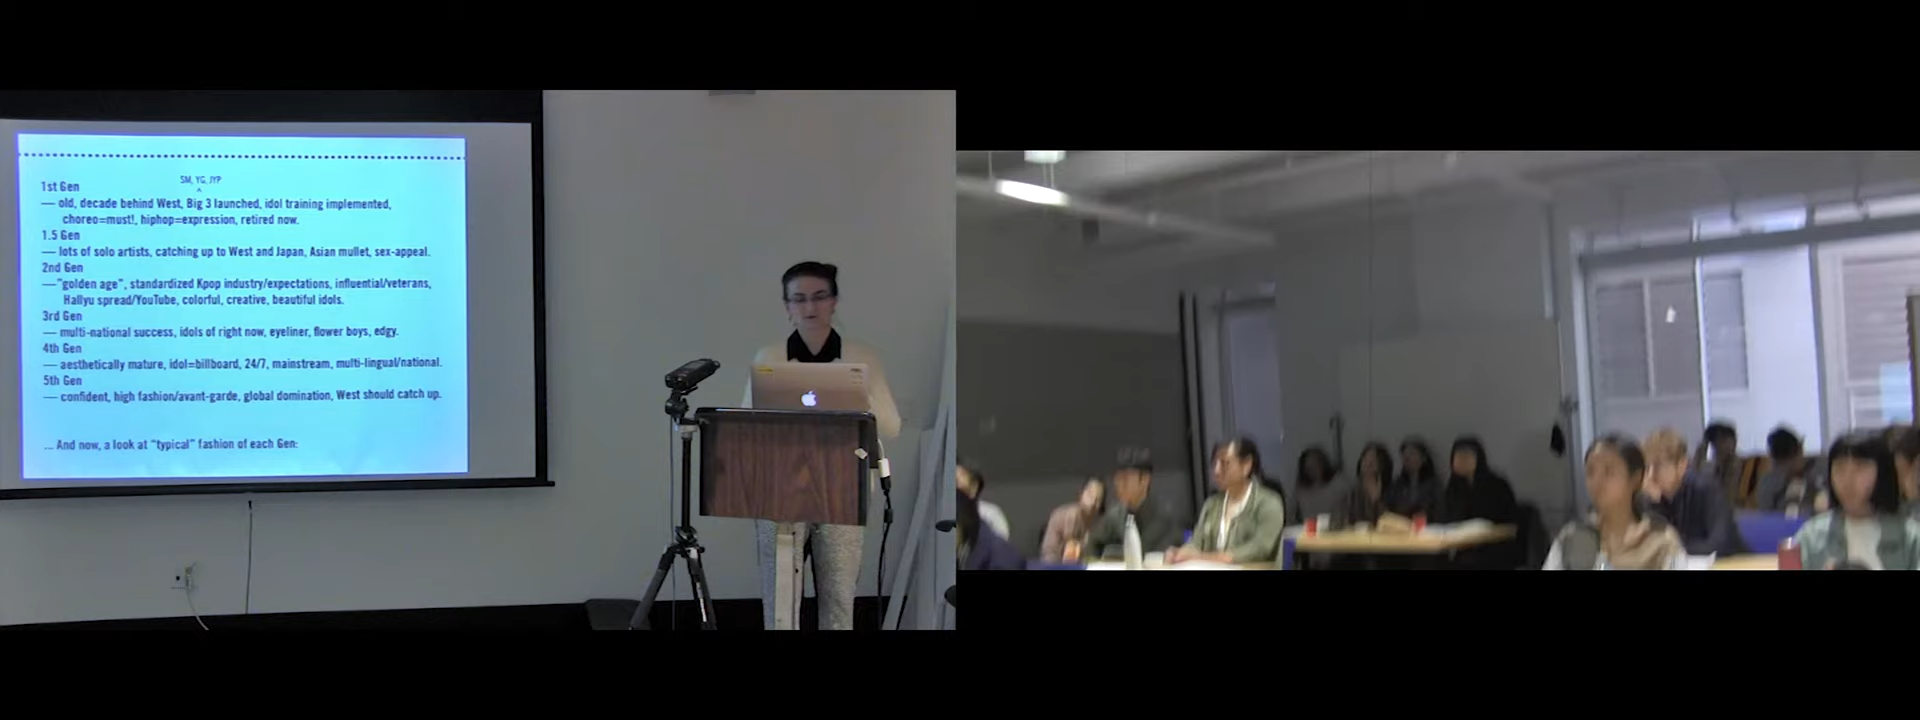 SM, YG, JYP
^
1st Gen
— old, decade behind West, Big 3 launched, idol training implemented,
choreo=must!, hiphop=expression, retired now.
1.5 Gen
— lots of solo artists, catching up to West and Japan, Asian mullet, sex-appeal.
2nd Gen
—"golden age", standardized Kpop industry/expectations, influential/veterans,
Hallyu spread/YouTube, colorful, creative, beautiful idols.
3rd Gen
— multi-national success, idols of right now, eyeliner, flower boys, edgy.
4th Gen
— aesthetically mature, idol=billboard, 24/7, mainstream, multi-lingual/national.
5th Gen
— confident, high fashion/avant-garde, global domination, West should catch up.
... And now, a look at "typical" fashion of each Gen: